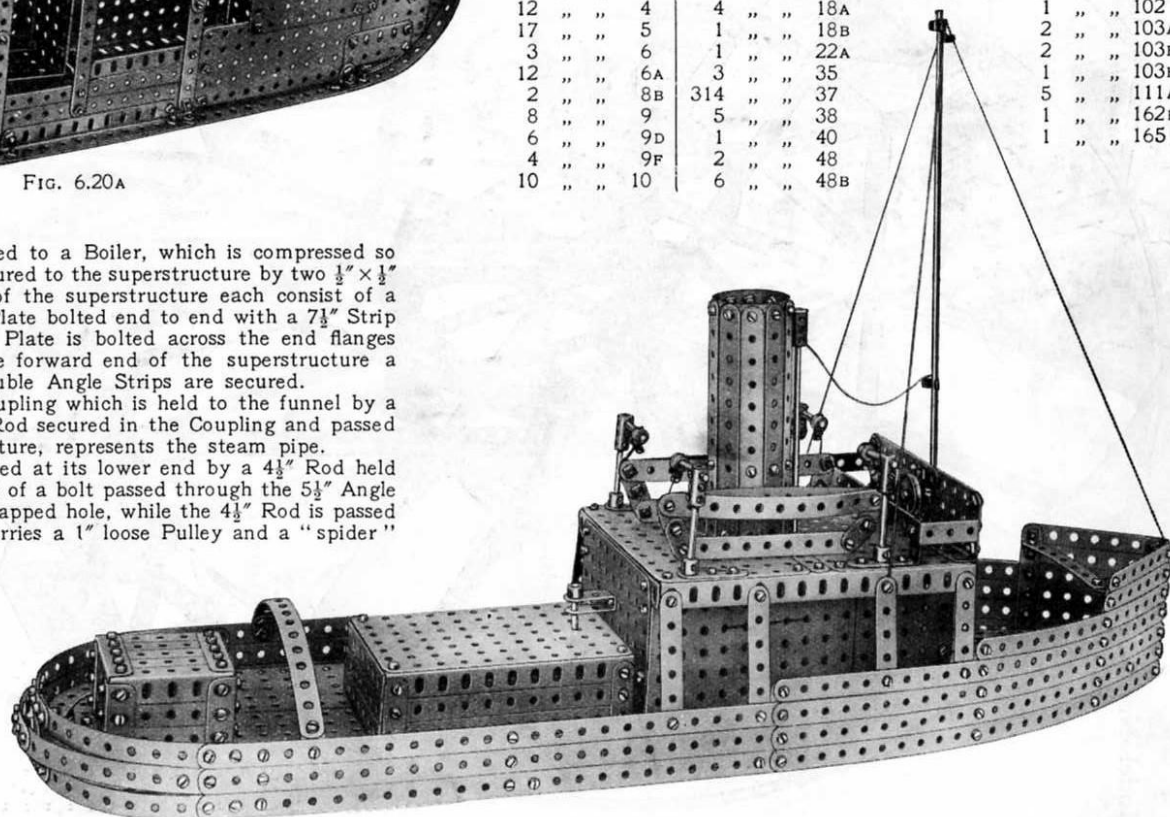 12 ,, ,, 4 4 ,, ,, 18A 1 ,, ,, 102
17 ,, ,, 5 1 ,, ,, 18B 2 ,, ,,
3 ,, ,, 6 1 ,, ,, 22A 2 ,, ,,
12 ,, ,, 6A 3 ,, ,, 35 1 ,, ,,
2 ,, ,, 8B 314 ,, ,, 37 5 ,, ,,
8 ,, ,, 9 5 ,, ,, 38 1 ,, ,,
6 ,, ,, 9D 1 ,, ,, 40 1 ,, ,, 165
4 ,, ,, 9F 2 ,, ,, 48
10 ,, ,, 10 6 ,, ,, 48B
FIG. 6.20A
ed to a Boiler, which is compressed so
ured to the superstructure by two ½″ × ½″
of the superstructure each consist of a
late bolted end to end with a 7½″ Strip
Plate is bolted across the end flanges
e forward end of the superstructure a
uble Angle Strips are secured.
upling which is held to the funnel by a
Rod secured in the Coupling and passed
ture, represents the steam pipe.
ed at its lower end by a 4½″ Rod held
of a bolt passed through the 5½″ Angle
apped hole, while the 4½″ Rod is passed
rries a 1″ loose Pulley and a “ spider ”